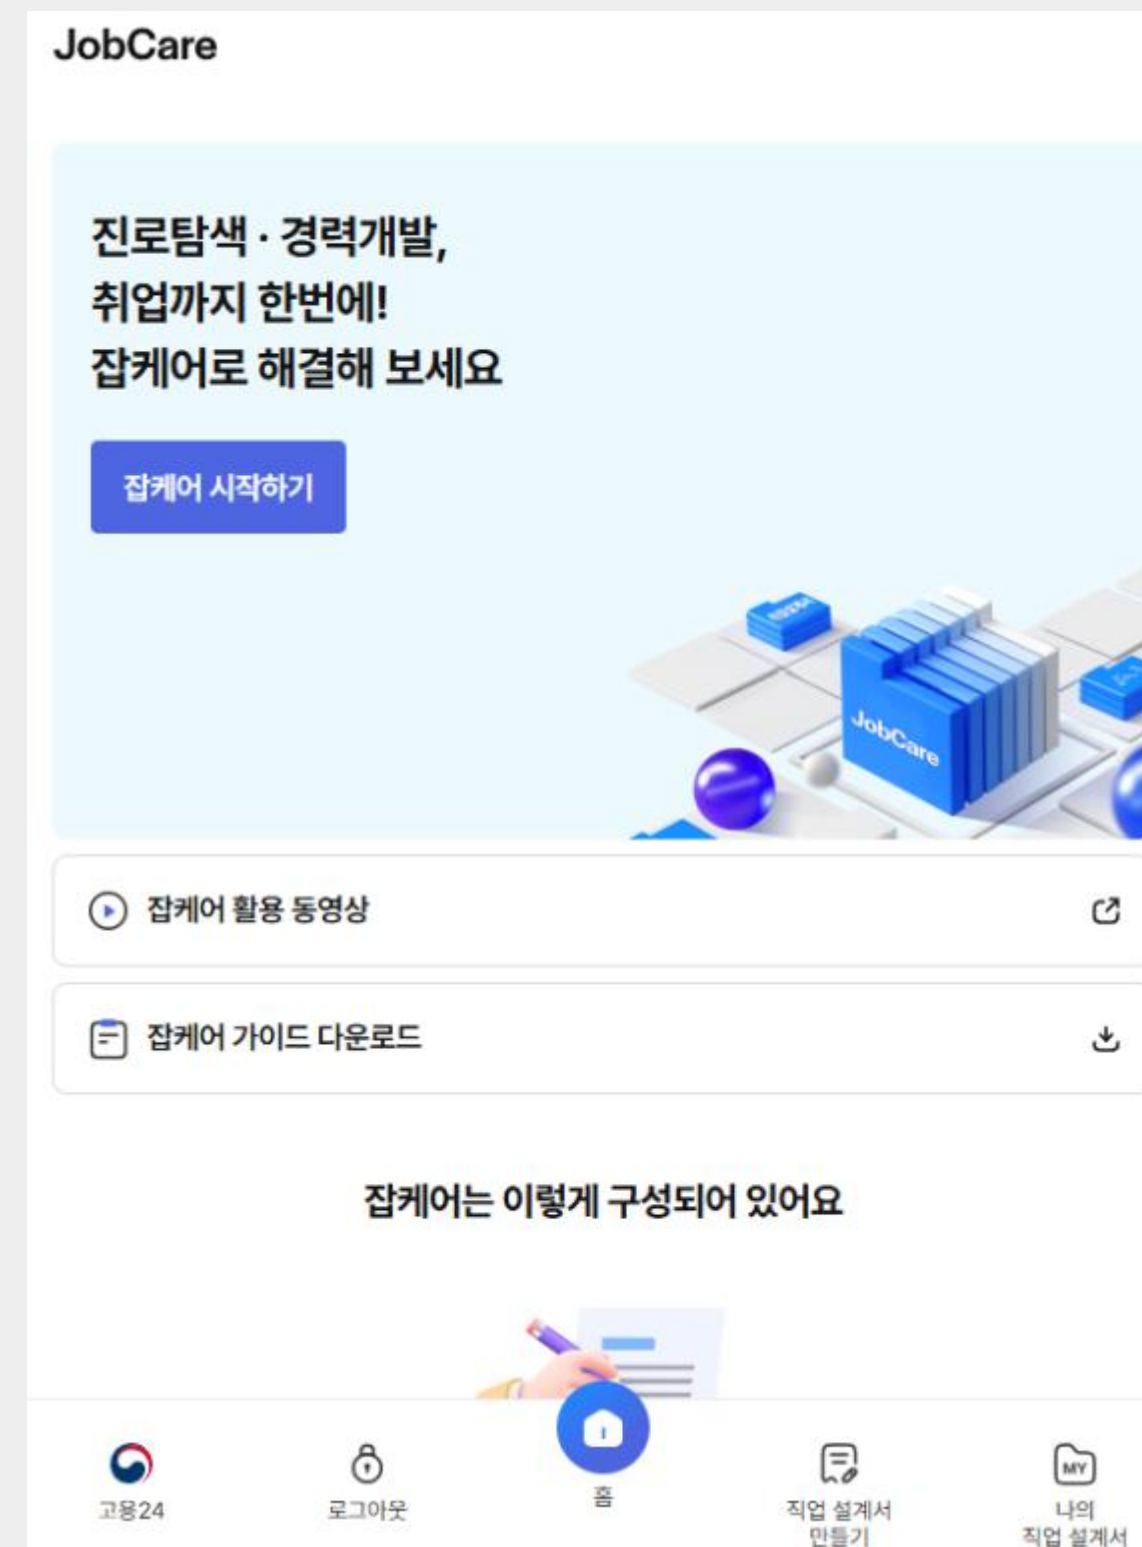 JobCare
진로탐색 · 경력개발,
취업까지 한번에!
잡케어로 해결해 보세요
잡케어 시작하기
JobCare
잡케어 활용 동영상
잡케어 가이드 다운로드
잡케어는 이렇게 구성되어 있어요
고용24
로그아웃
홈
직업 설계서
만들기
MY
나의
직업 설계서